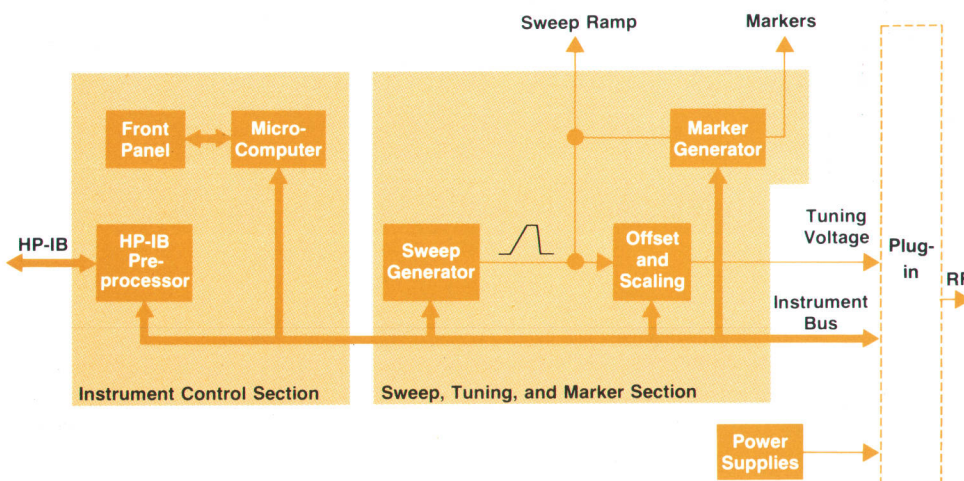 Sweep Ramp
Markers
Front
Panel
Micro-
Computer
Marker
Generator
HP-IB
HP-IB
Pre-
processor
Sweep
Generator
Offset
and
Scaling
Tuning
Voltage
Plug-
in
RF
Instrument
Bus
Instrument Control Section
Sweep, Tuning, and Marker Section
Power
Supplies